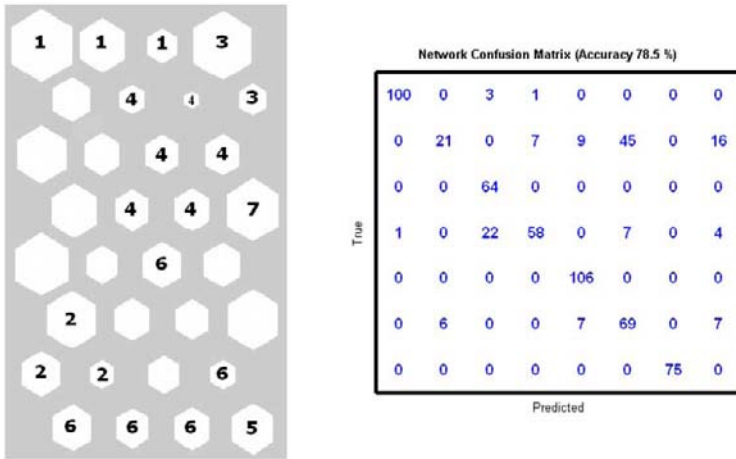 1 1 1 3
4 4 3
4 4
4 4 7
6
2
2 2 6
6 6 6 5
Network Confusion Matrix (Accuracy 78.5 %)
True
100 0 3 1 0 0 0 0
0 21 0 7 9 45 0 16
0 0 64 0 0 0 0 0
1 0 22 58 0 7 0 4
0 0 0 0 106 0 0 0
0 6 0 0 7 69 0 7
0 0 0 0 0 0 75 0
Predicted